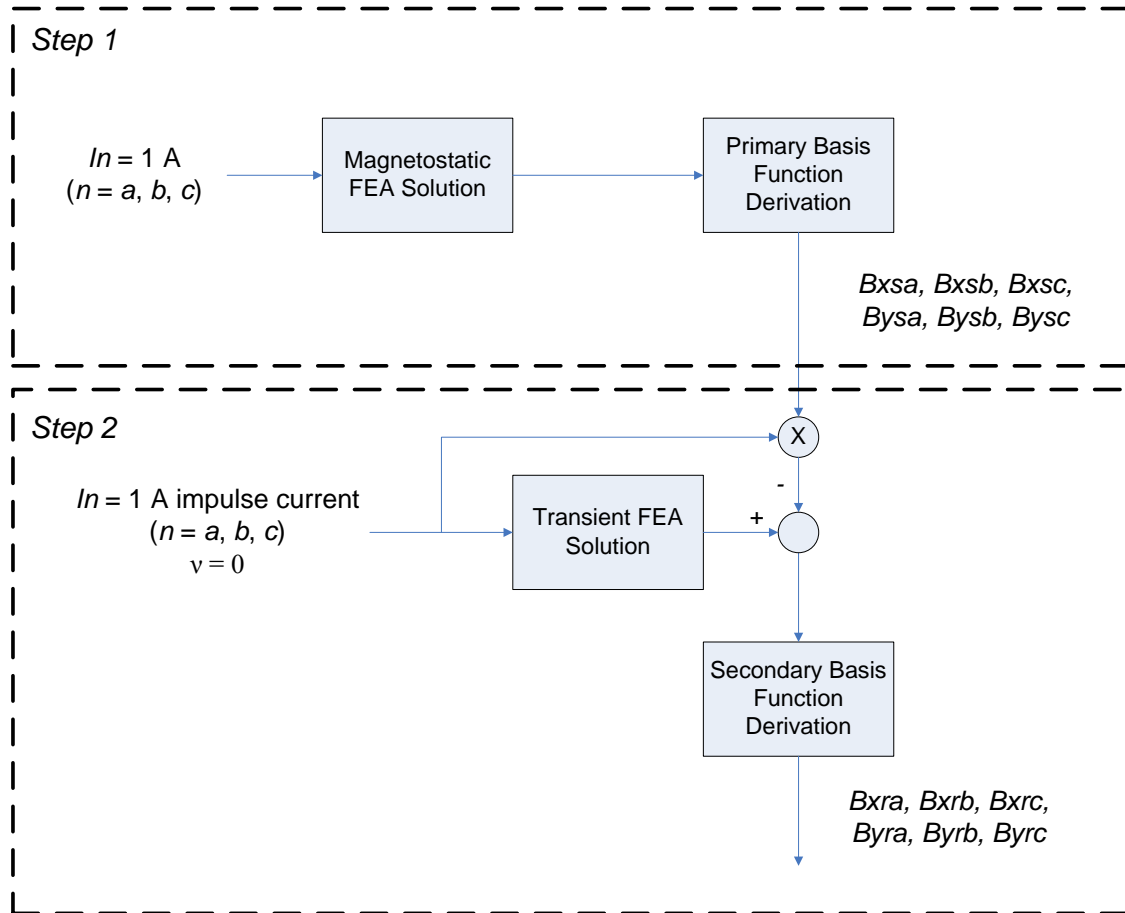 Step 1
In = 1 A
(n = a, b, c)
Magnetostatic
FEA Solution
Primary Basis
Function
Derivation
Bxsa, Bxsb, Bxsc,
Bysa, Bysb, Bysc
Step 2
X
-
In = 1 A impulse current
(n = a, b, c)
ν = 0
Transient FEA
Solution
+
Secondary Basis
Function
Derivation
Bxra, Bxrb, Bxrc,
Byra, Byrb, Byrc